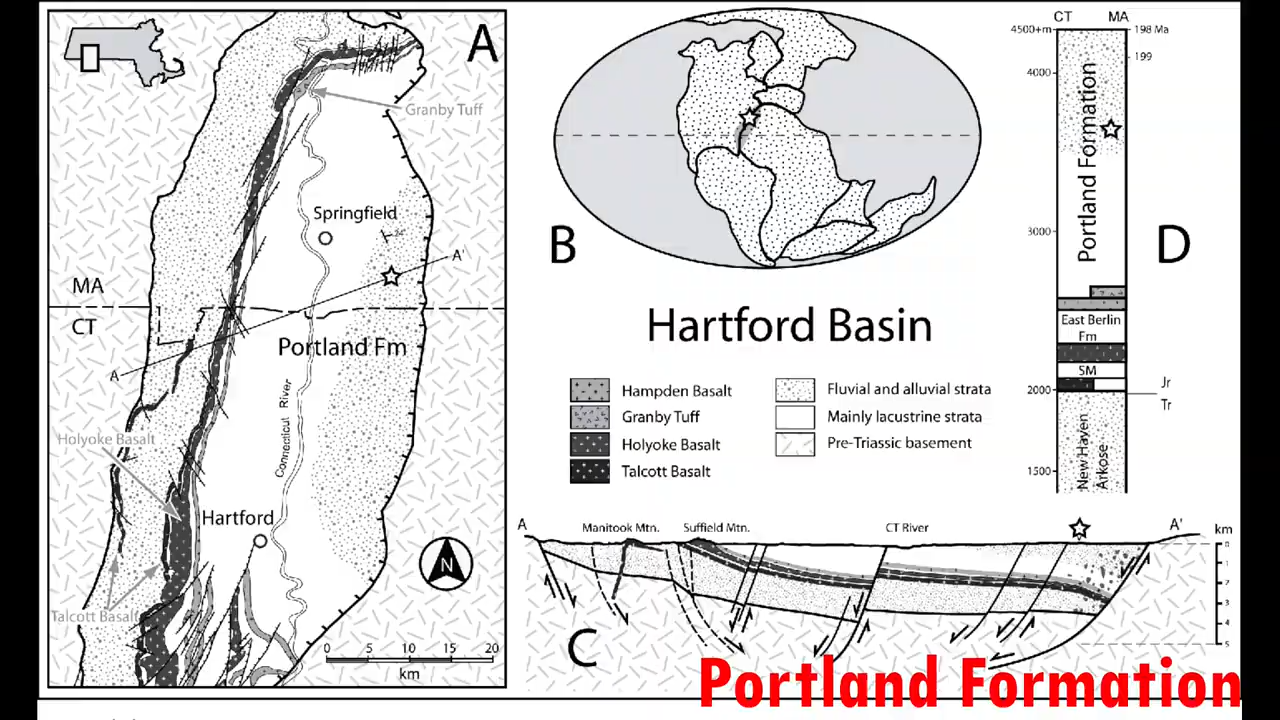 A
Granby Tuff
Springfield
24°
A'
MA
CT
Portland Fm
A
Connecticut River
Holyoke Basalt
Hartford
N
Talcott Basalt
0 5 10 15 20
km
B
Hartford Basin
Hampden Basalt
Granby Tuff
Holyoke Basalt
Talcott Basalt
Fluvial and alluvial strata
Mainly lacustrine strata
Pre-Triassic basement
CT MA
4500+m
198 Ma
199
4000
Portland Formation
D
3000
East Berlin
Fm
SM
2000
Jr
Tr
New Haven
Arkose
1500
A
Manitook Mtn.
Suffield Mtn.
CT River
A'
km
0
1
2
3
4
5
C
Portland Formation